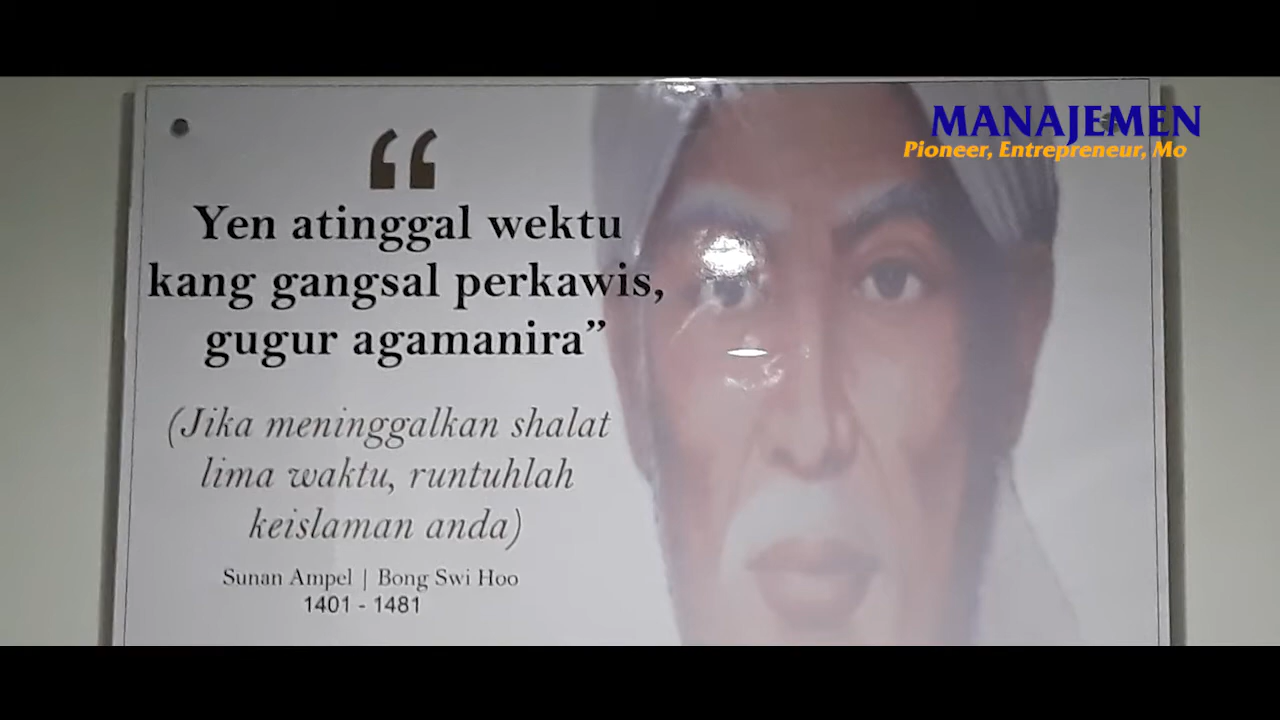 MANAJEMEN
Pioneer, Entrepreneur, Mo
“
Yen atinggal wektu
kang gangsal perkawis,
gugur agamanira”
(Jika meninggalkan shalat
lima waktu, runtuhlah
keislaman anda)
Sunan Ampel | Bong Swi Hoo
1401 - 1481